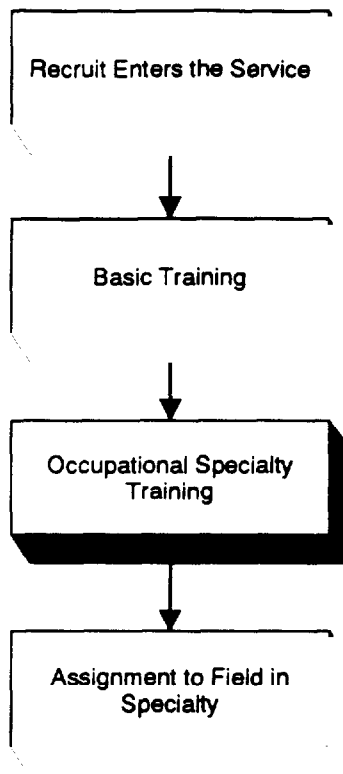 Recruit Enters the Service
Basic Training
Occupational Specialty
Training
Assignment to Field in
Specialty